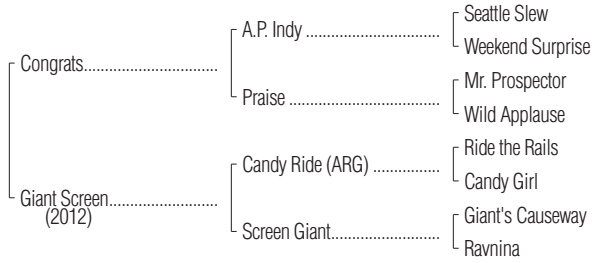 Seattle Slew
A.P. Indy
Weekend Surprise
Congrats
Mr. Prospector
Praise
Wild Applause
Ride the Rails
Candy Ride (ARG)
Candy Girl
Giant Screen
(2012)
Giant's Causeway
Screen Giant
Ravnina